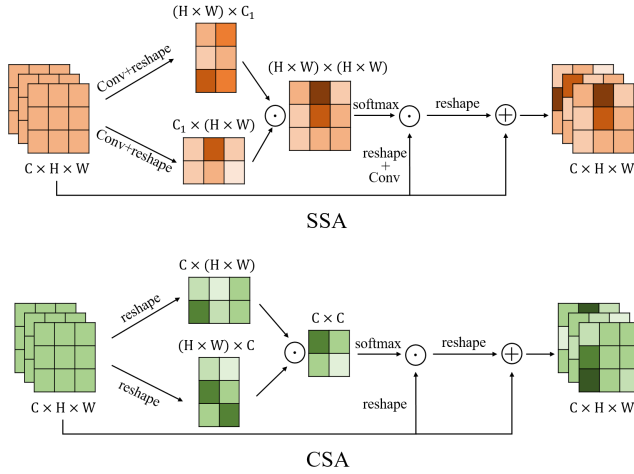 (H × W) × C₁
Conv+reshape
(H × W) × (H × W)
softmax
reshape
C₁ × (H × W)
Conv+reshape
reshape
+
Conv
C × H × W
C × H × W
SSA
C × (H × W)
reshape
C × C
(H × W) × C
softmax
reshape
reshape
reshape
C × H × W
C × H × W
CSA